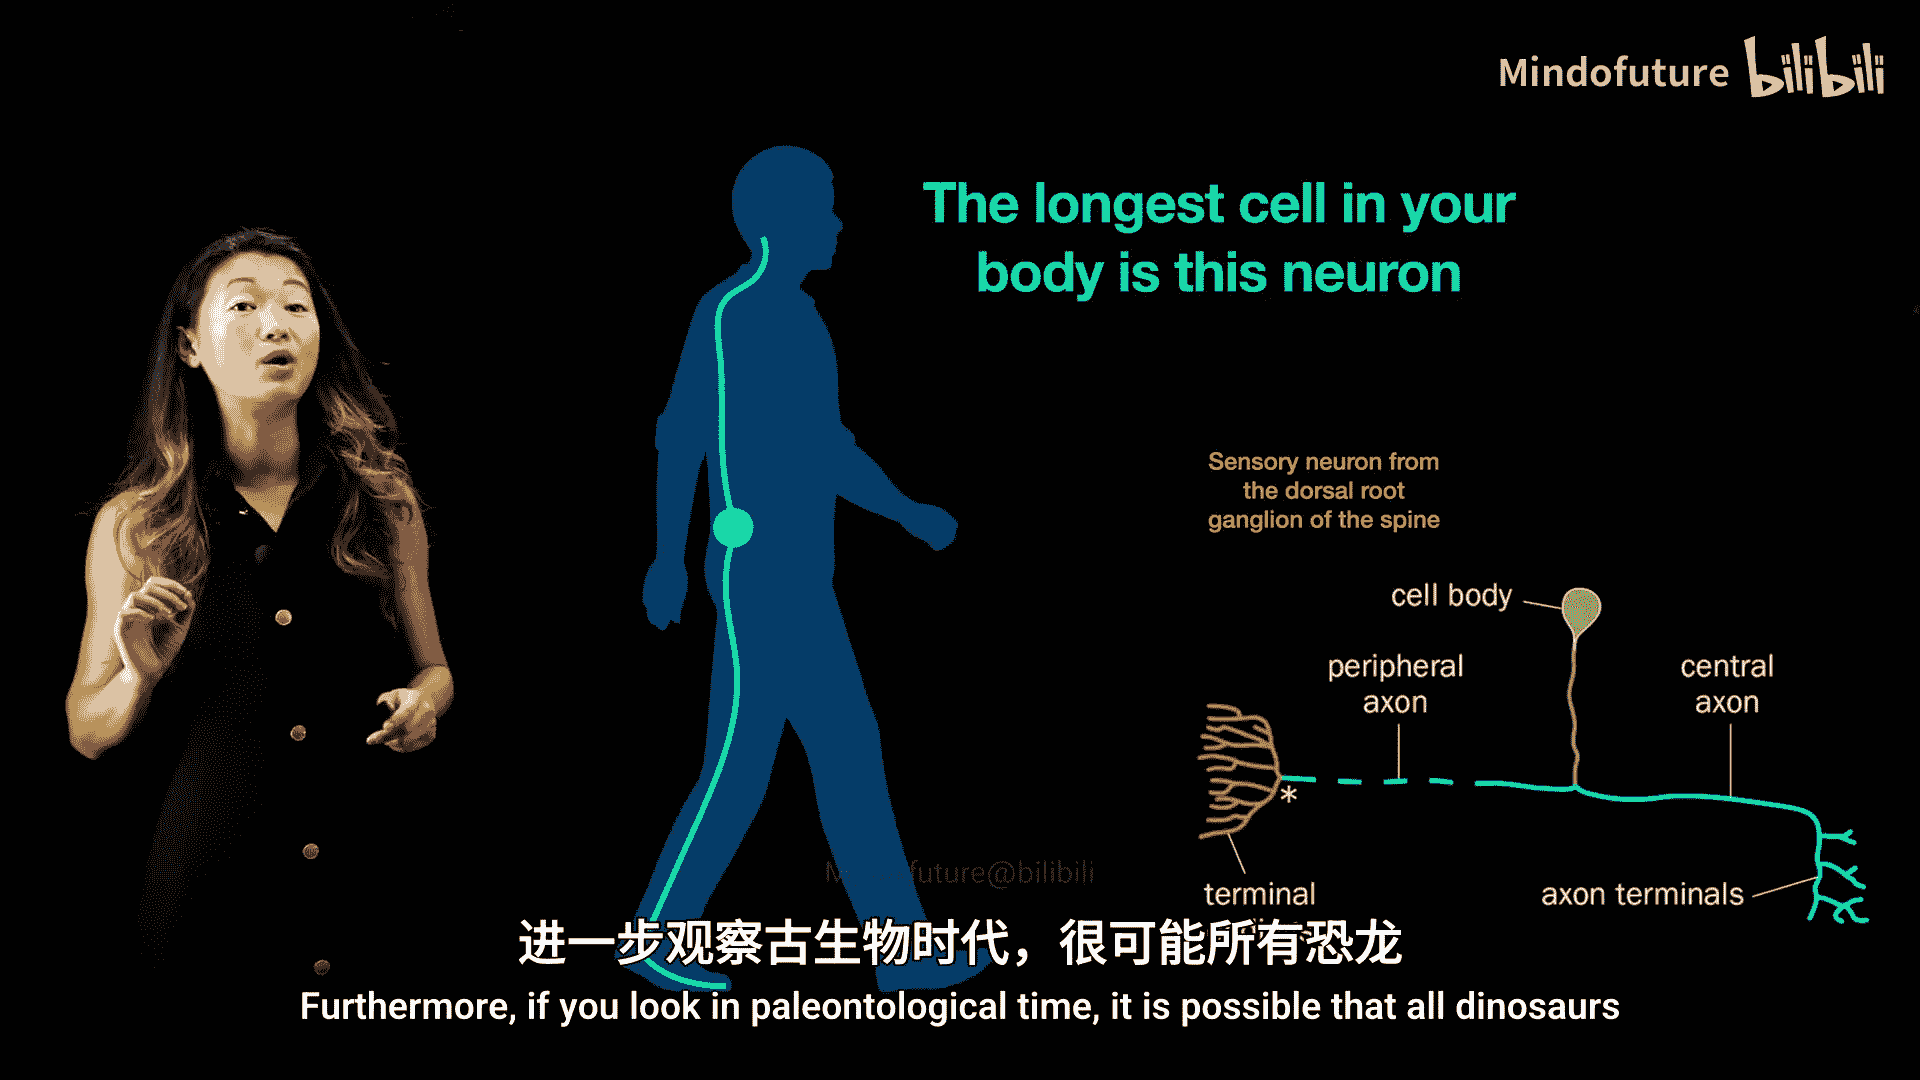 Mindofuture bilibili
The longest cell in your
body is this neuron
Sensory neuron from
the dorsal root
ganglion of the spine
cell body
peripheral
axon
central
axon
*
terminal
axon terminals
future@bilibili
进一步观察古生物时代，很可能所有恐龙
Furthermore, if you look in paleontological time, it is possible that all dinosaurs